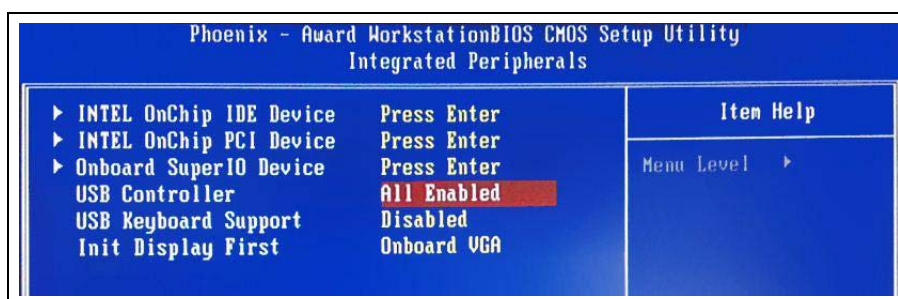 Phoenix - Award WorkstationBIOS CMOS Setup Utility
Integrated Peripherals
INTEL OnChip IDE Device Press Enter
INTEL OnChip PCI Device Press Enter
Onboard SuperIO Device Press Enter
USB Controller All Enabled
USB Keyboard Support Disabled
Init Display First Onboard VGA
Item Help
Menu Level